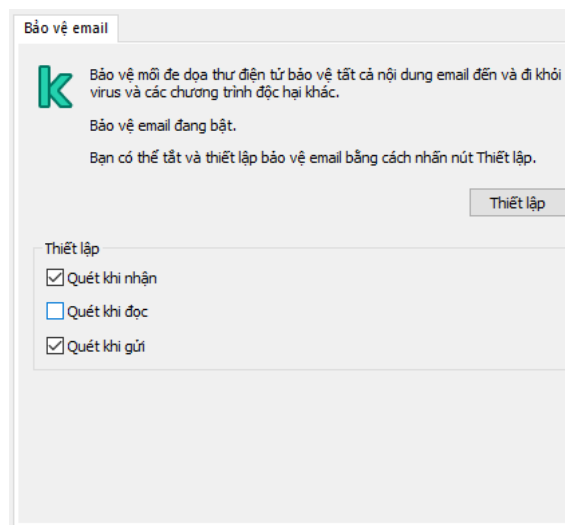 Bảo vệ email
Bảo vệ mối đe dọa thư điện tử bảo vệ tất cả nội dung email đến và đi khỏi
virus và các chương trình độc hại khác.
Bảo vệ email đang bật.
Bạn có thể tắt và thiết lập bảo vệ email bằng cách nhấn nút Thiết lập.
Thiết lập
Thiết lập
Quét khi nhận
Quét khi đọc
Quét khi gửi